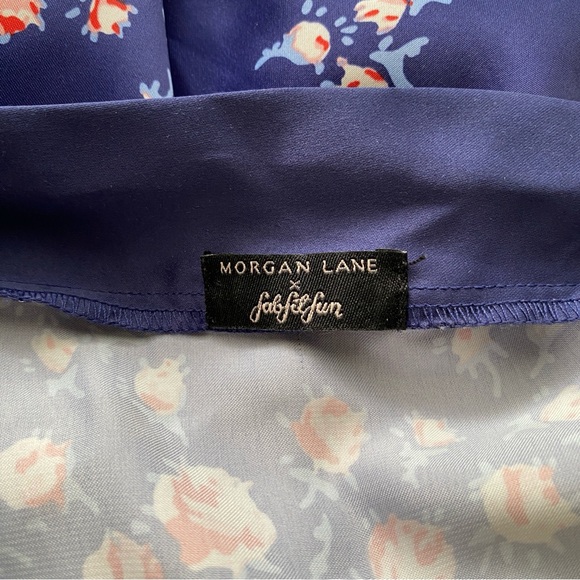 MORGAN LANE
×
fabfitfun